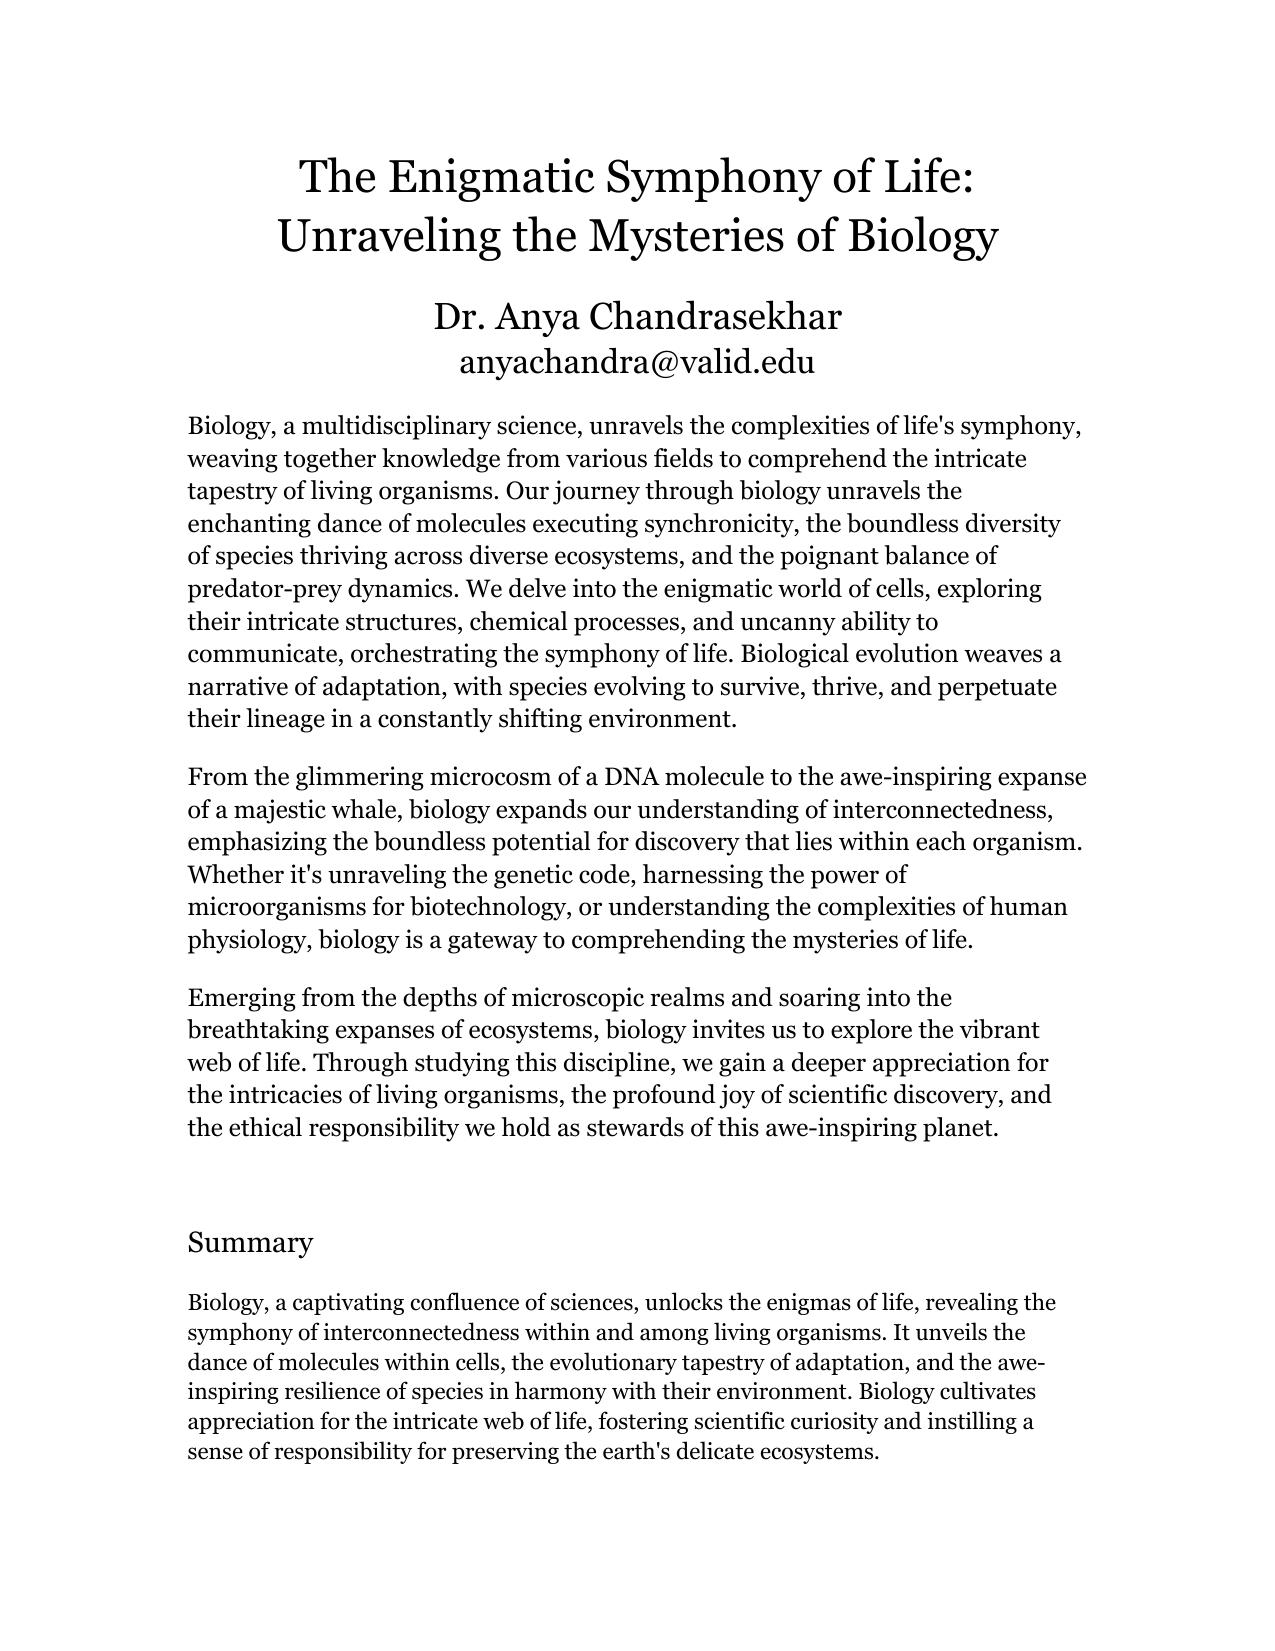 The Enigmatic Symphony of Life:
Unraveling the Mysteries of Biology
Dr. Anya Chandrasekhar
anyachandra@valid.edu
Biology, a multidisciplinary science, unravels the complexities of life's symphony,
weaving together knowledge from various fields to comprehend the intricate
tapestry of living organisms. Our journey through biology unravels the
enchanting dance of molecules executing synchronicity, the boundless diversity
of species thriving across diverse ecosystems, and the poignant balance of
predator-prey dynamics. We delve into the enigmatic world of cells, exploring
their intricate structures, chemical processes, and uncanny ability to
communicate, orchestrating the symphony of life. Biological evolution weaves a
narrative of adaptation, with species evolving to survive, thrive, and perpetuate
their lineage in a constantly shifting environment.
From the glimmering microcosm of a DNA molecule to the awe-inspiring expanse
of a majestic whale, biology expands our understanding of interconnectedness,
emphasizing the boundless potential for discovery that lies within each organism.
Whether it's unraveling the genetic code, harnessing the power of
microorganisms for biotechnology, or understanding the complexities of human
physiology, biology is a gateway to comprehending the mysteries of life.
Emerging from the depths of microscopic realms and soaring into the
breathtaking expanses of ecosystems, biology invites us to explore the vibrant
web of life. Through studying this discipline, we gain a deeper appreciation for
the intricacies of living organisms, the profound joy of scientific discovery, and
the ethical responsibility we hold as stewards of this awe-inspiring planet.
Summary
Biology, a captivating confluence of sciences, unlocks the enigmas of life, revealing the
symphony of interconnectedness within and among living organisms. It unveils the
dance of molecules within cells, the evolutionary tapestry of adaptation, and the awe-
inspiring resilience of species in harmony with their environment. Biology cultivates
appreciation for the intricate web of life, fostering scientific curiosity and instilling a
sense of responsibility for preserving the earth's delicate ecosystems.